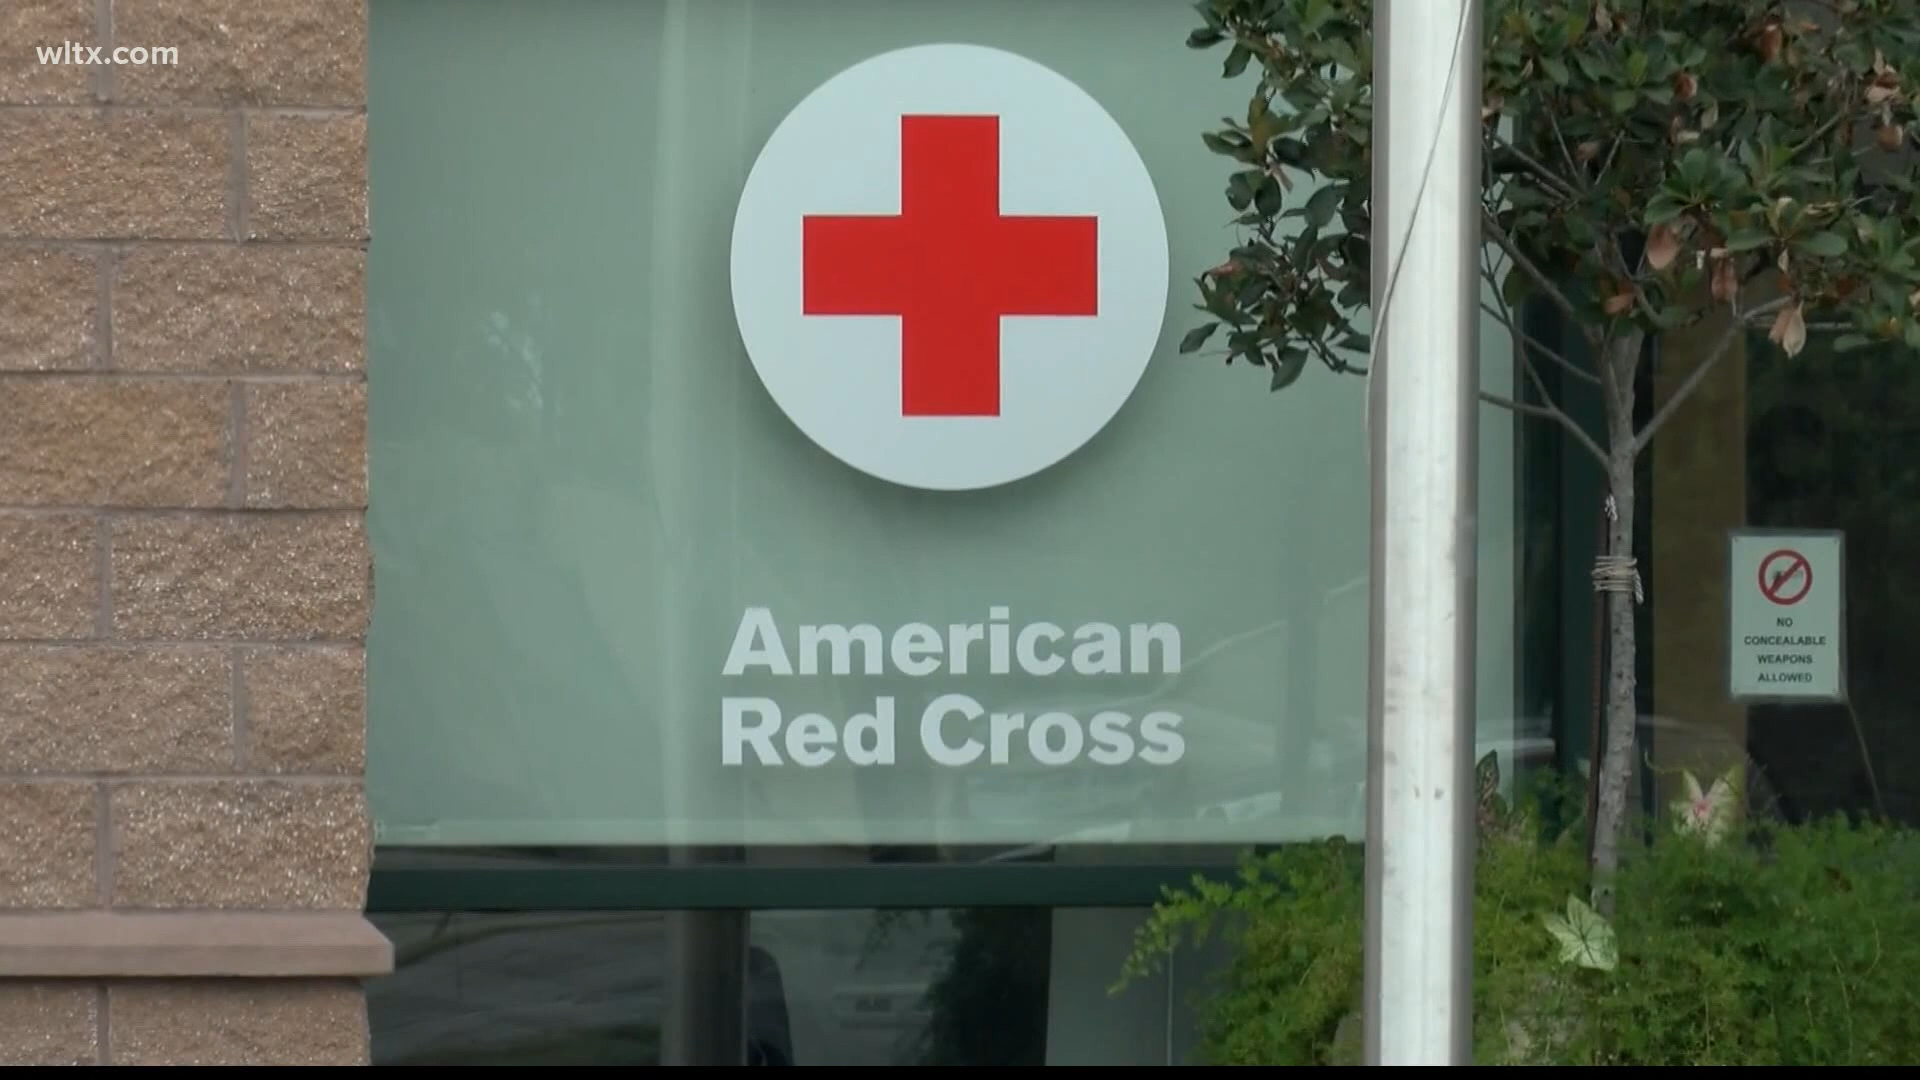 wltx.com
American
Red Cross
NO
CONCEALABLE
WEAPONS
ALLOWED